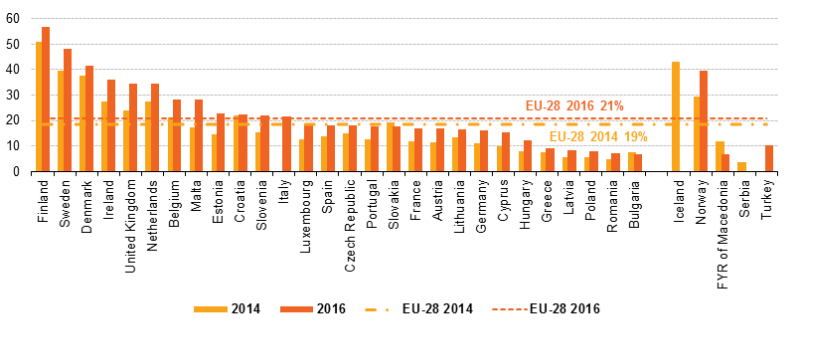 60
50
40
30
20
10
0
EU-28 2016 21%
EU-28 2014 19%
Finland
Sweden
Denmark
Ireland
United Kingdom
Netherlands
Belgium
Malta
Estonia
Croatia
Slovenia
Italy
Luxembourg
Spain
Czech Republic
Portugal
Slovakia
France
Austria
Lithuania
Germany
Cyprus
Hungary
Greece
Latvia
Poland
Romania
Bulgaria
Iceland
Norway
FYR of Macedonia
Serbia
Turkey
2014 2016 EU-28 2014 EU-28 2016